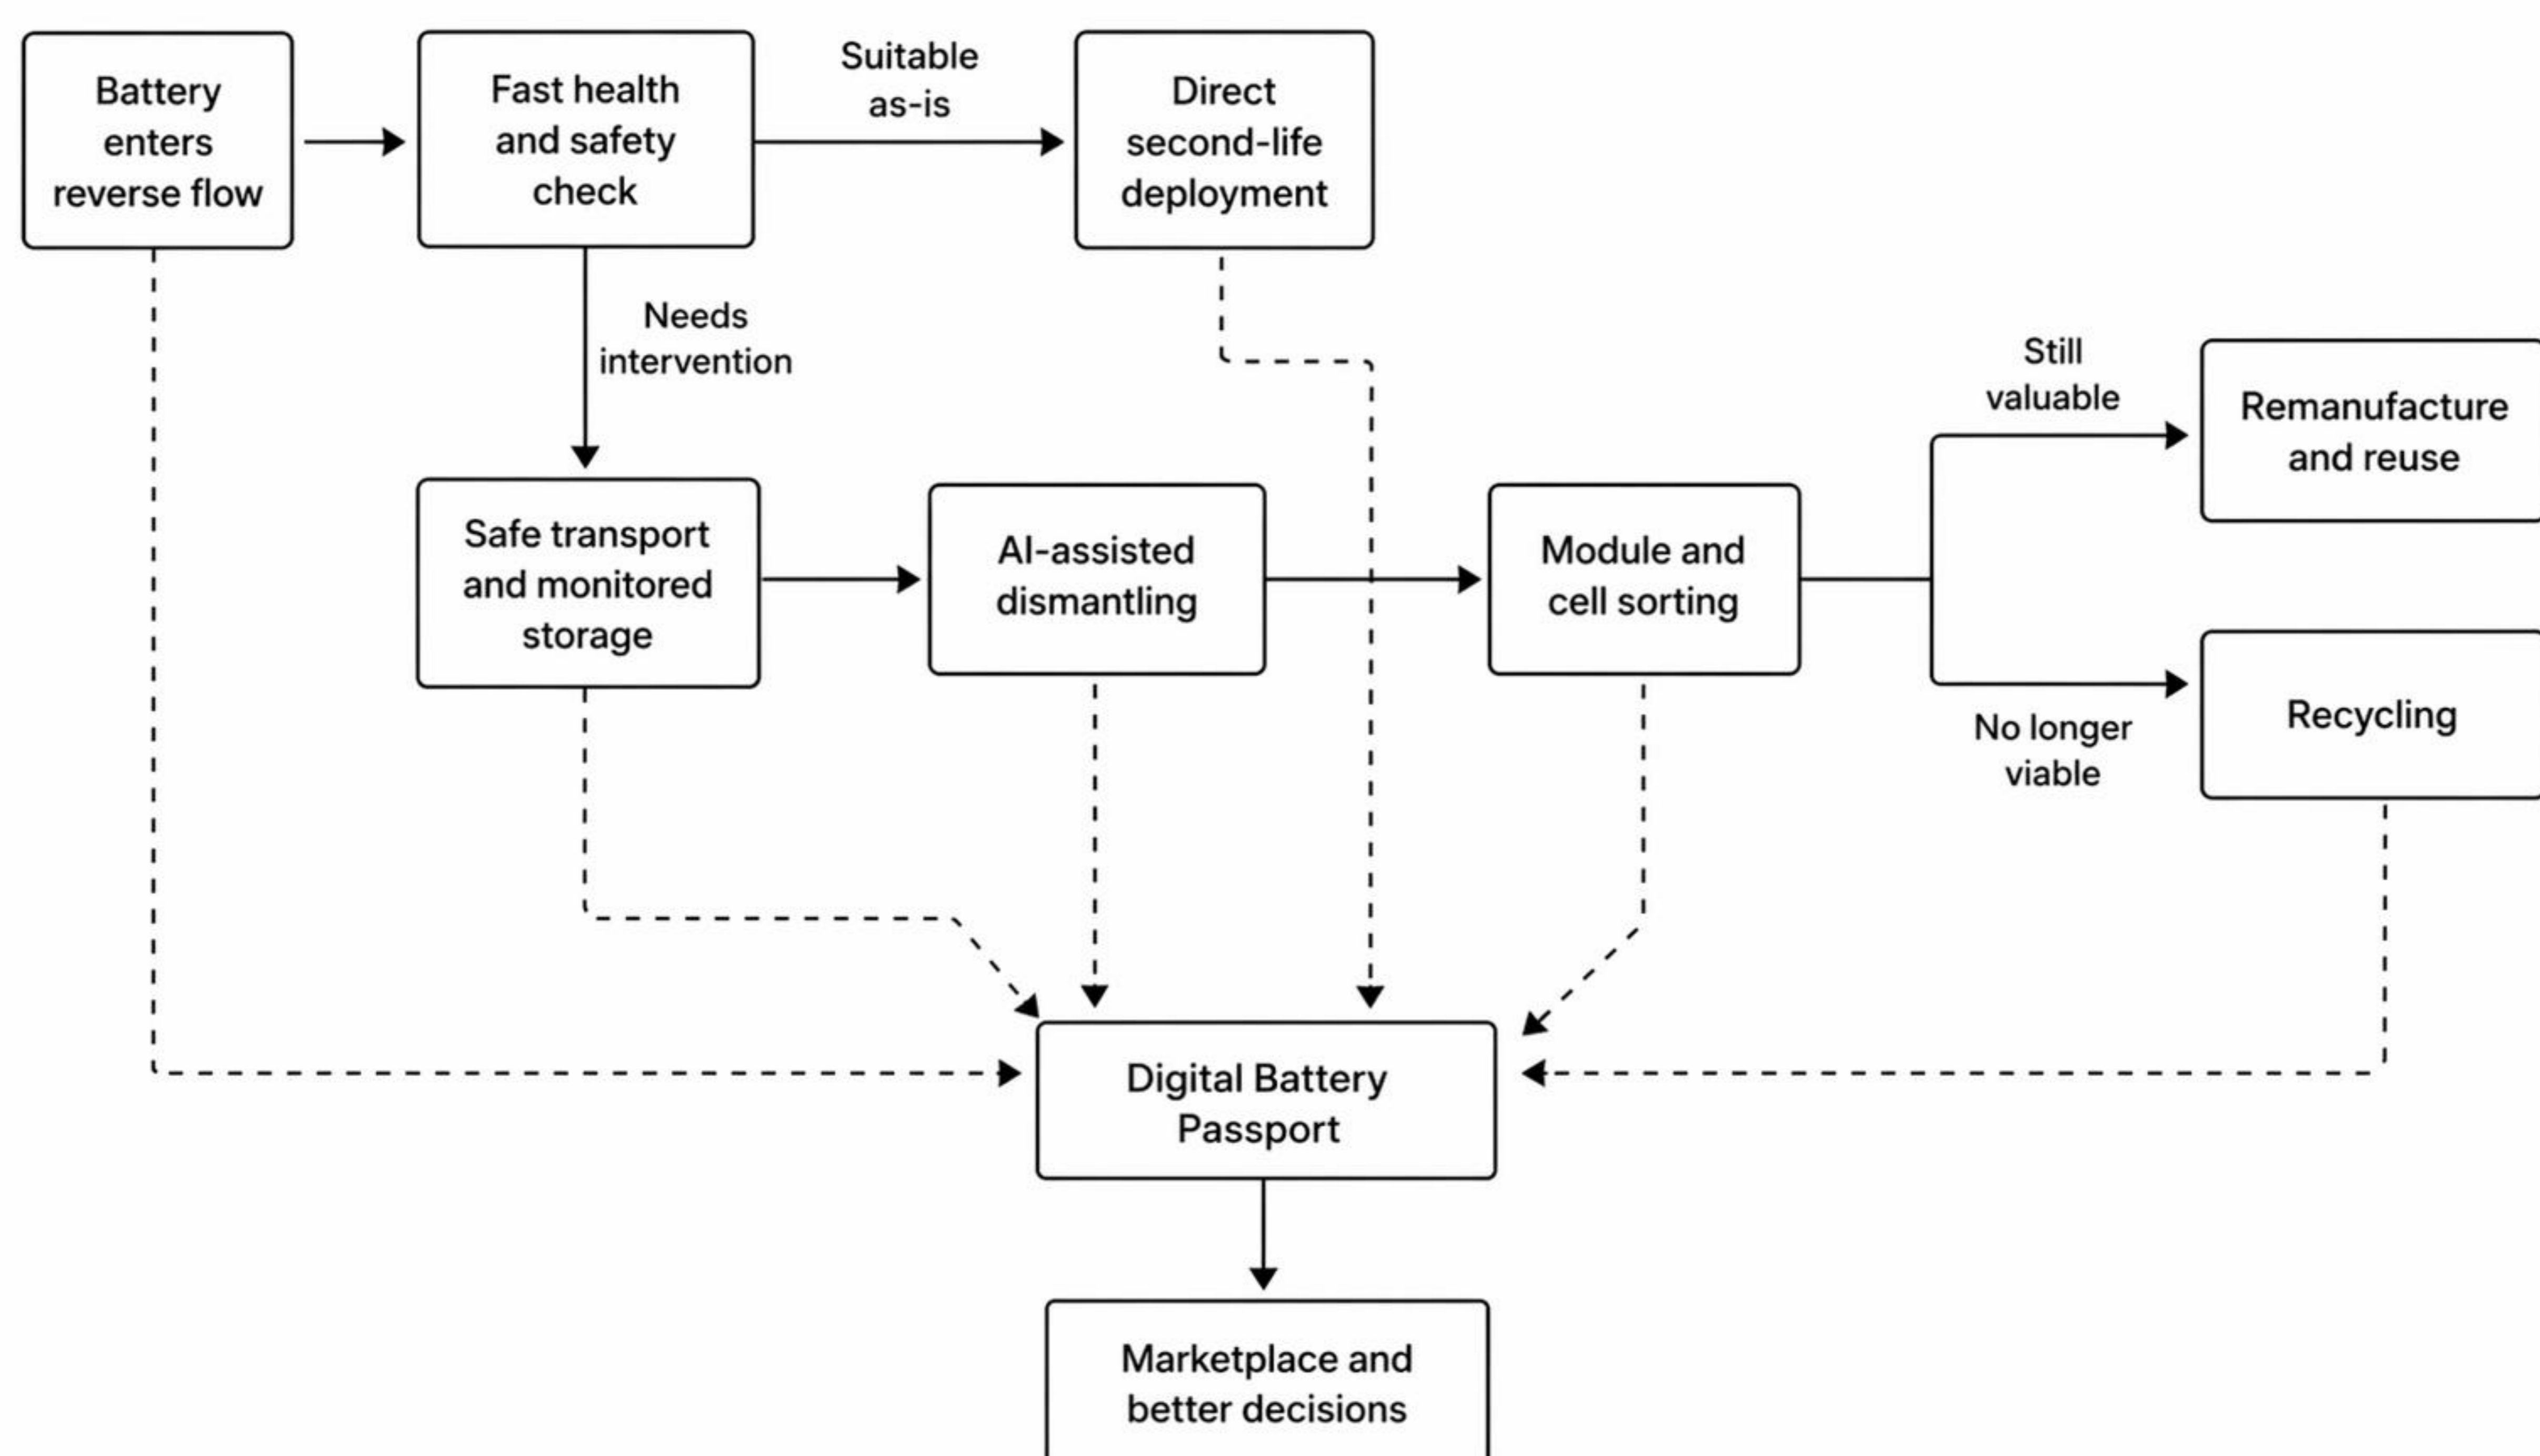 Battery
enters
reverse flow
Fast health
and safety
check
Suitable
as-is
Direct
second-life
deployment
Needs
intervention
Safe transport
and monitored
storage
AI-assisted
dismantling
Module and
cell sorting
Still
valuable
Remanufacture
and reuse
No longer
viable
Recycling
Digital Battery
Passport
Marketplace and
better decisions